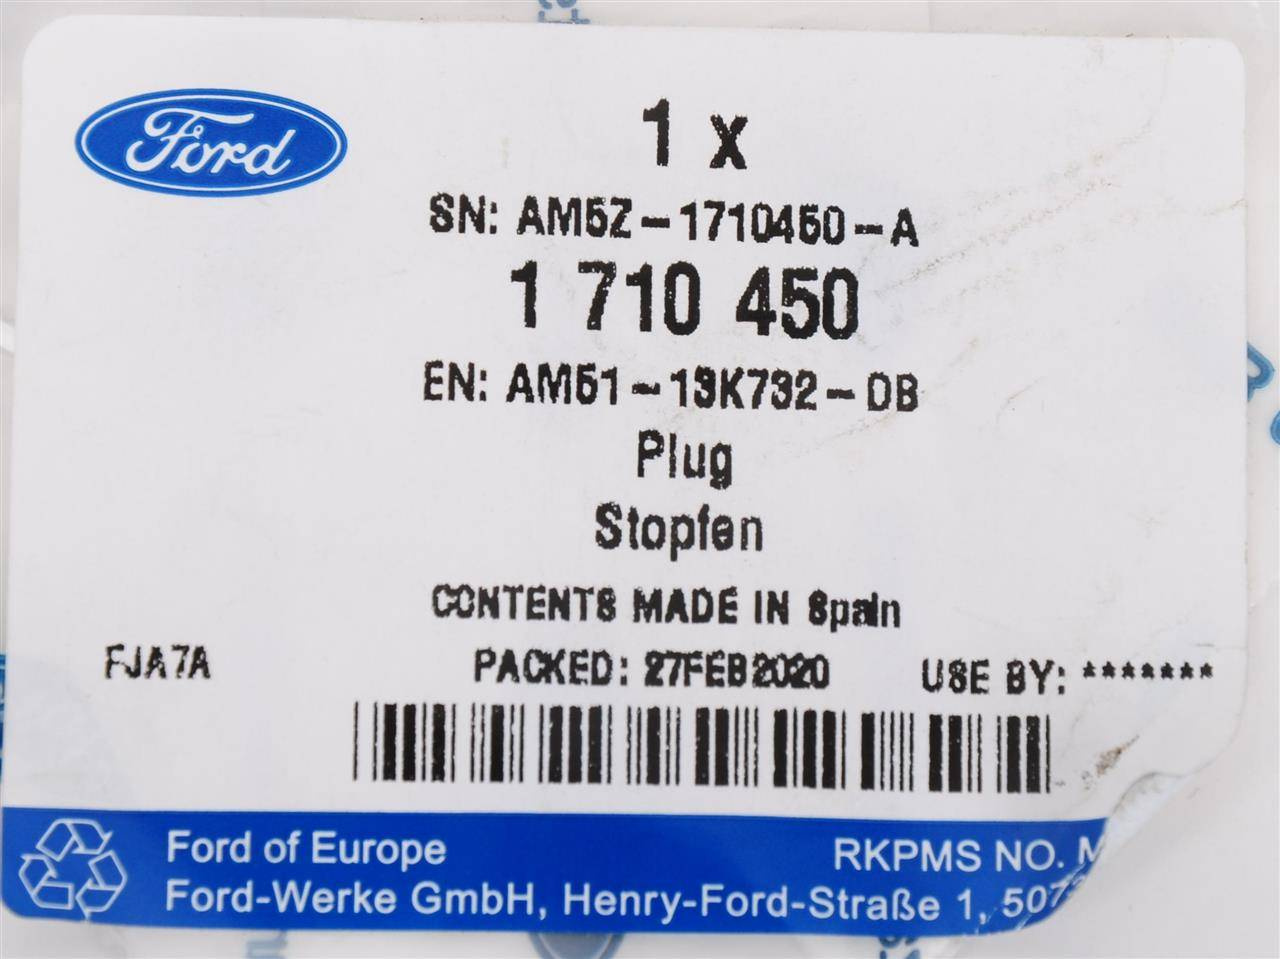 Ford
1 x
SN: AM5Z-1710450-A
1 710 450
EN: AM51-13K732-DB
Plug
Stopfen
CONTENTS MADE IN Spain
FJA7A PACKED: 27FEB2020 USE BY: *******
Ford of Europe RKPMS NO.
Ford-Werke GmbH, Henry-Ford-Straße 1,